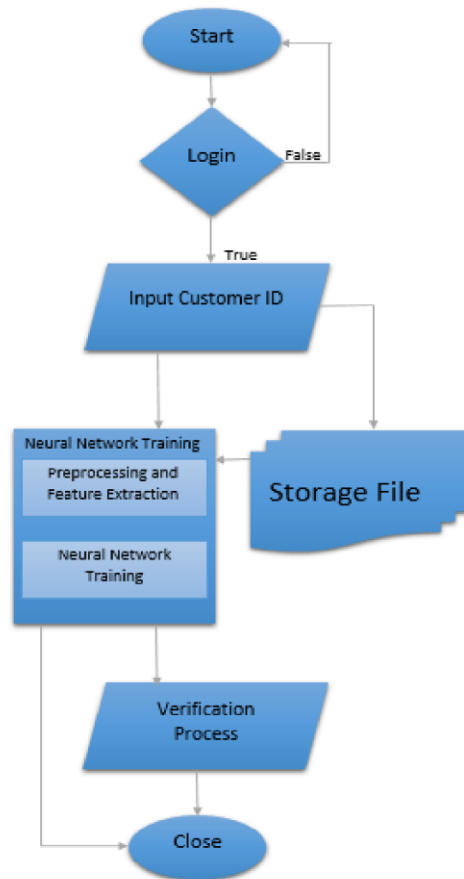 Start
Login
False
True
Input Customer ID
Neural Network Training
Preprocessing and
Feature Extraction
Storage File
Neural Network
Training
Verification
Process
Close